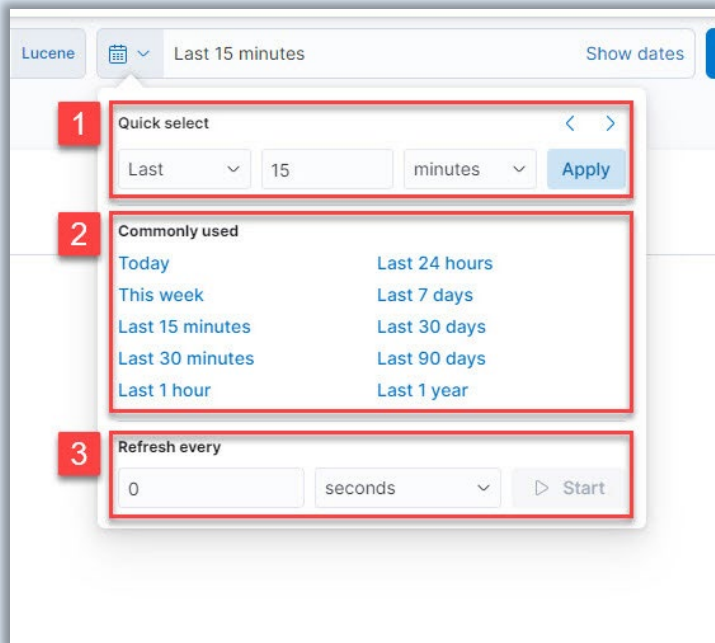 Lucene Last 15 minutes Show dates
1 Quick select
Last 15 minutes Apply
2 Commonly used
Today Last 24 hours
This week Last 7 days
Last 15 minutes Last 30 days
Last 30 minutes Last 90 days
Last 1 hour Last 1 year
3 Refresh every
0 seconds Start